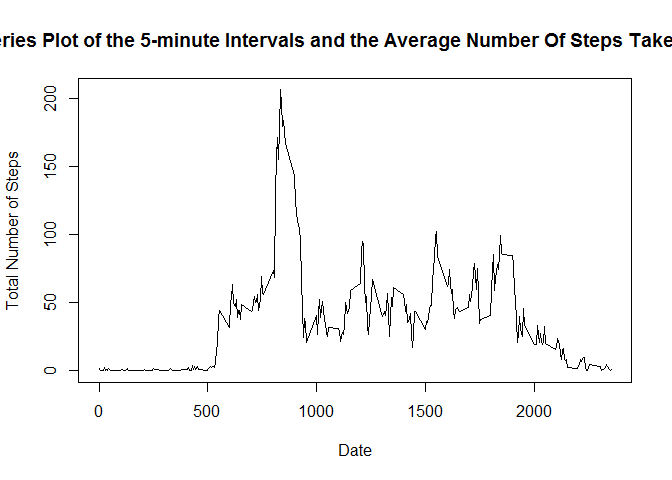 eries Plot of the 5-minute Intervals and the Average Number Of Steps Take
Total Number of Steps
200
150
100
50
0
0 500 1000 1500 2000
Date